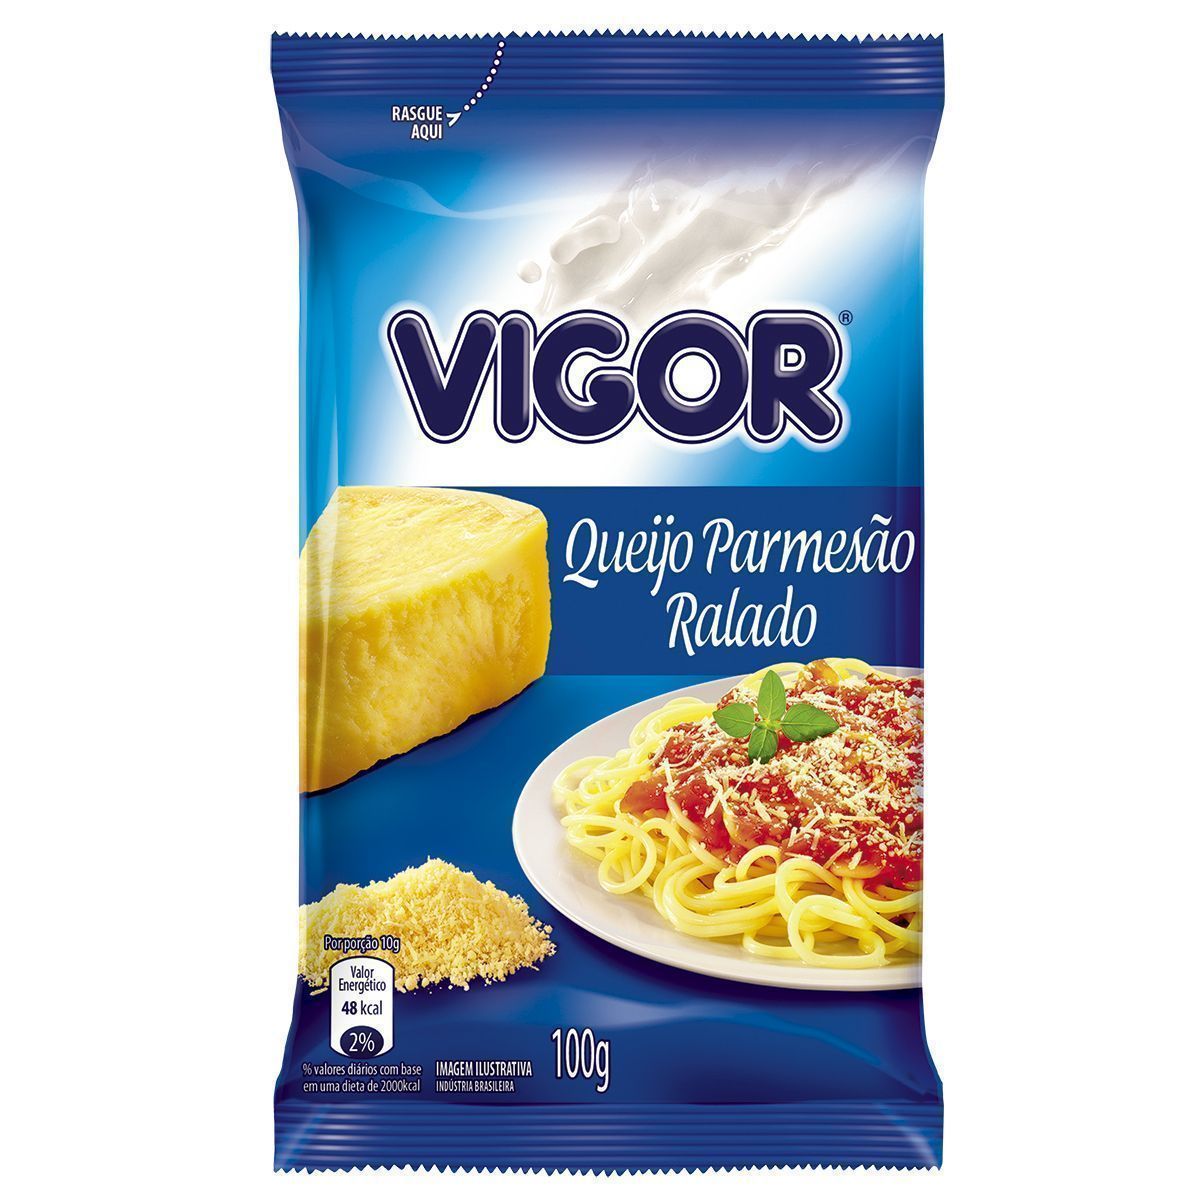 RASGUE
AQUI
VIGOR®
D
Queijo Parmesão
Ralado
Por porção 10g
Valor
Energético
48 kcal
2%
% valores diários com base
em uma dieta de 2000kcal
IMAGEM ILUSTRATIVA
INDÚSTRIA BRASILEIRA
100g